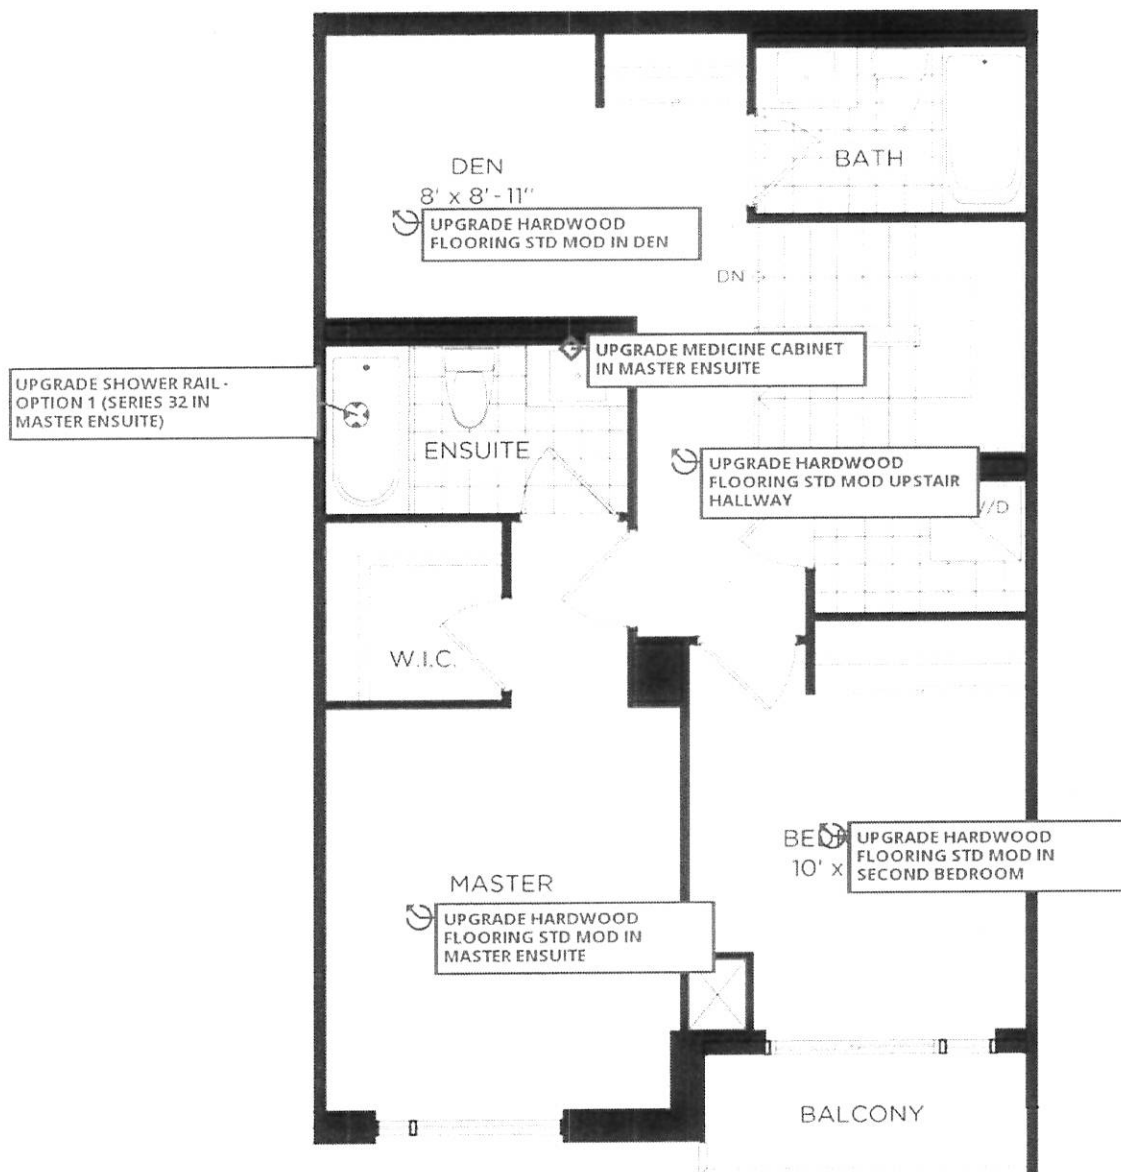 DEN
8' x 8'-11"
BATH
UPGRADE HARDWOOD
FLOORING STD MOD IN DEN
DN
UPGRADE MEDICINE CABINET
IN MASTER ENSUITE
UPGRADE SHOWER RAIL -
OPTION 1 (SERIES 32 IN
MASTER ENSUITE)
ENSUITE
UPGRADE HARDWOOD
FLOORING STD MOD UPSTAIR
HALLWAY
/D
W.I.C.
BED
10' x
UPGRADE HARDWOOD
FLOORING STD MOD IN
SECOND BEDROOM
MASTER
UPGRADE HARDWOOD
FLOORING STD MOD IN
MASTER ENSUITE
BALCONY